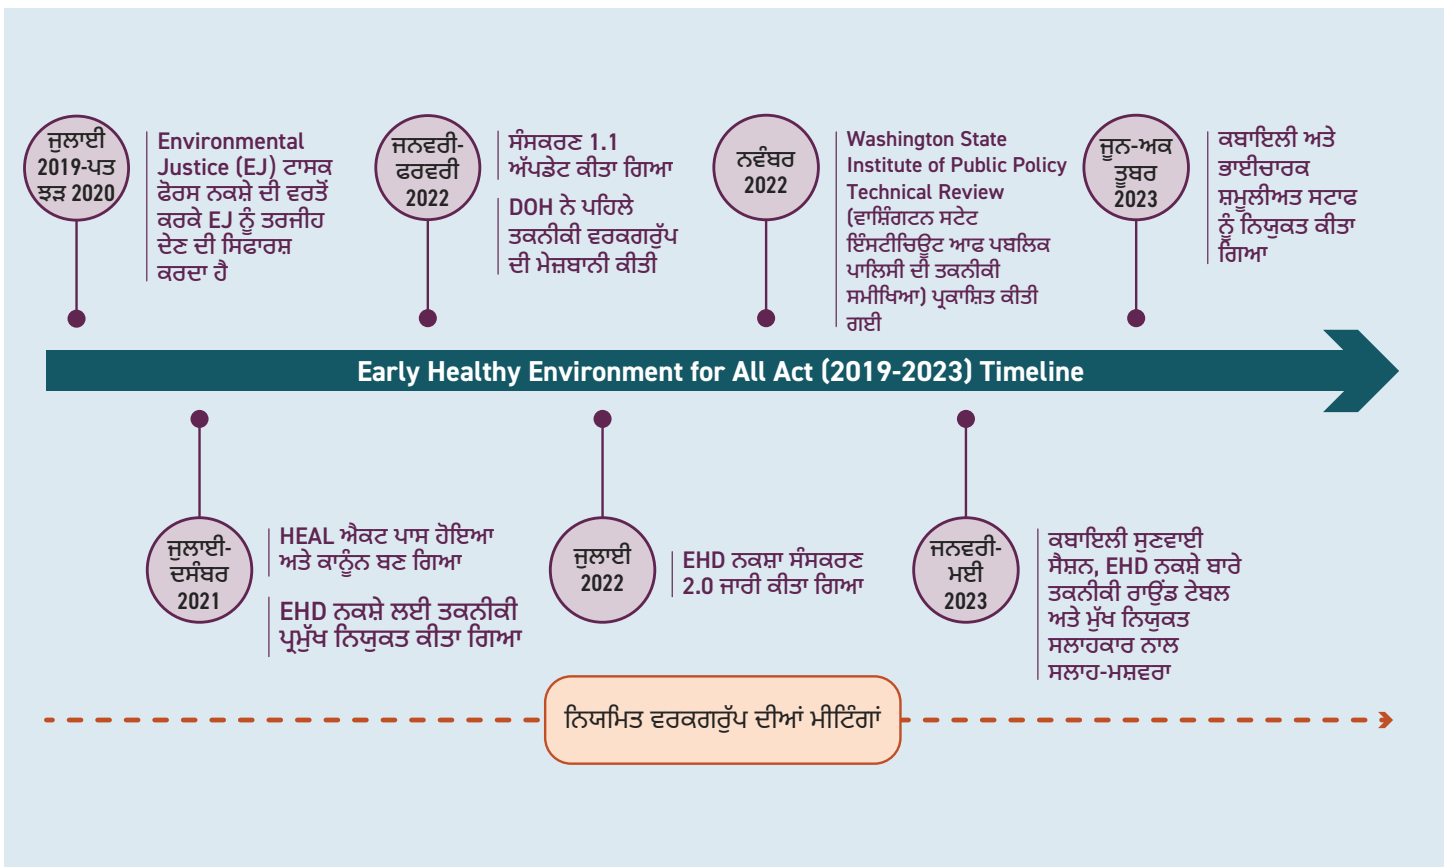 ਜੁਲਾਈ
2019-ਪਤ
ਝੜ 2020
Environmental
Justice (EJ) ਟਾਸਕ
ਫੋਰਸ ਨਕਸ਼ੇ ਦੀ ਵਰਤੋਂ
ਕਰਕੇ EJ ਨੂੰ ਤਰਜੀਹ
ਦੇਣ ਦੀ ਸਿਫਾਰਸ਼
ਕਰਦਾ ਹੈ
ਜਨਵਰੀ-
ਫਰਵਰੀ
2022
ਸੰਸਕਰਣ 1.1
ਅੱਪਡੇਟ ਕੀਤਾ ਗਿਆ
DOH ਨੇ ਪਹਿਲੇ
ਤਕਨੀਕੀ ਵਰਕਗਰੁੱਪ
ਦੀ ਮੇਜ਼ਬਾਨੀ ਕੀਤੀ
ਨਵੰਬਰ
2022
Washington State
Institute of Public Policy
Technical Review
(ਵਾਸ਼ਿੰਗਟਨ ਸਟੇਟ
ਇੰਸਟੀਚਿਊਟ ਆਫ ਪਬਲਿਕ
ਪਾਲਿਸੀ ਦੀ ਤਕਨੀਕੀ
ਸਮੀਖਿਆ) ਪ੍ਰਕਾਸ਼ਿਤ ਕੀਤੀ
ਗਈ
ਜੂਨ-ਅਕ
ਤੂਬਰ
2023
ਕਬਾਇਲੀ ਅਤੇ
ਭਾਈਚਾਰਕ
ਸ਼ਮੂਲੀਅਤ ਸਟਾਫ
ਨੂੰ ਨਿਯੁਕਤ ਕੀਤਾ
ਗਿਆ
Early Healthy Environment for All Act (2019-2023) Timeline
ਜੁਲਾਈ-
ਦਸੰਬਰ
2021
HEAL ਐਕਟ ਪਾਸ ਹੋਇਆ
ਅਤੇ ਕਾਨੂੰਨ ਬਣ ਗਿਆ
EHD ਨਕਸ਼ੇ ਲਈ ਤਕਨੀਕੀ
ਪ੍ਰਮੁੱਖ ਨਿਯੁਕਤ ਕੀਤਾ ਗਿਆ
ਜੁਲਾਈ
2022
EHD ਨਕਸ਼ਾ ਸੰਸਕਰਣ
2.0 ਜਾਰੀ ਕੀਤਾ ਗਿਆ
ਜਨਵਰੀ-
ਮਈ
2023
ਕਬਾਇਲੀ ਸੁਣਵਾਈ
ਸੈਸ਼ਨ, EHD ਨਕਸ਼ੇ ਬਾਰੇ
ਤਕਨੀਕੀ ਰਾਉਂਡ ਟੇਬਲ
ਅਤੇ ਮੁੱਖ ਨਿਯੁਕਤ
ਸਲਾਹਕਾਰ ਨਾਲ
ਸਲਾਹ-ਮਸ਼ਵਰਾ
ਨਿਯਮਿਤ ਵਰਕਗਰੁੱਪ ਦੀਆਂ ਮੀਟਿੰਗਾਂ